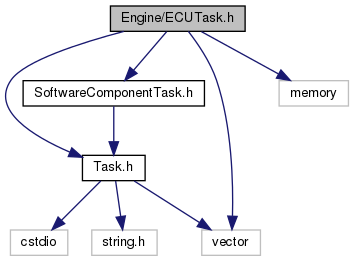 Engine/ECUTask.h
SoftwareComponentTask.h
memory
Task.h
cstdio
string.h
vector